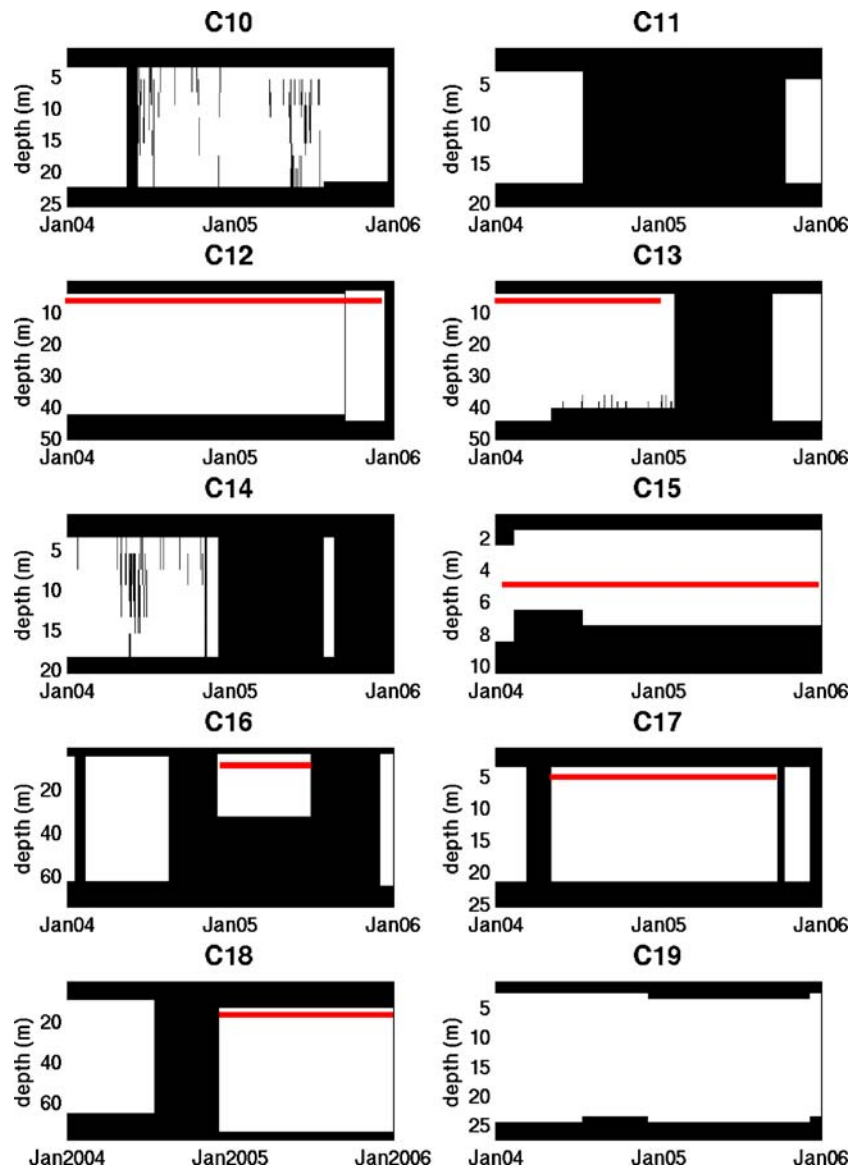 C10
C11
depth (m)
5
10
15
20
25
Jan04
Jan05
Jan06
depth (m)
5
10
15
20
Jan04
Jan05
Jan06
C12
C13
depth (m)
10
20
30
40
50
Jan04
Jan05
Jan06
depth (m)
10
20
30
40
50
Jan04
Jan05
Jan06
C14
C15
depth (m)
5
10
15
20
Jan04
Jan05
Jan06
depth (m)
2
4
6
8
10
Jan04
Jan05
Jan06
C16
C17
depth (m)
20
40
60
Jan04
Jan05
Jan06
depth (m)
5
10
15
20
25
Jan04
Jan05
Jan06
C18
C19
depth (m)
20
40
60
Jan2004
Jan2005
Jan2006
depth (m)
5
10
15
20
25
Jan04
Jan05
Jan06